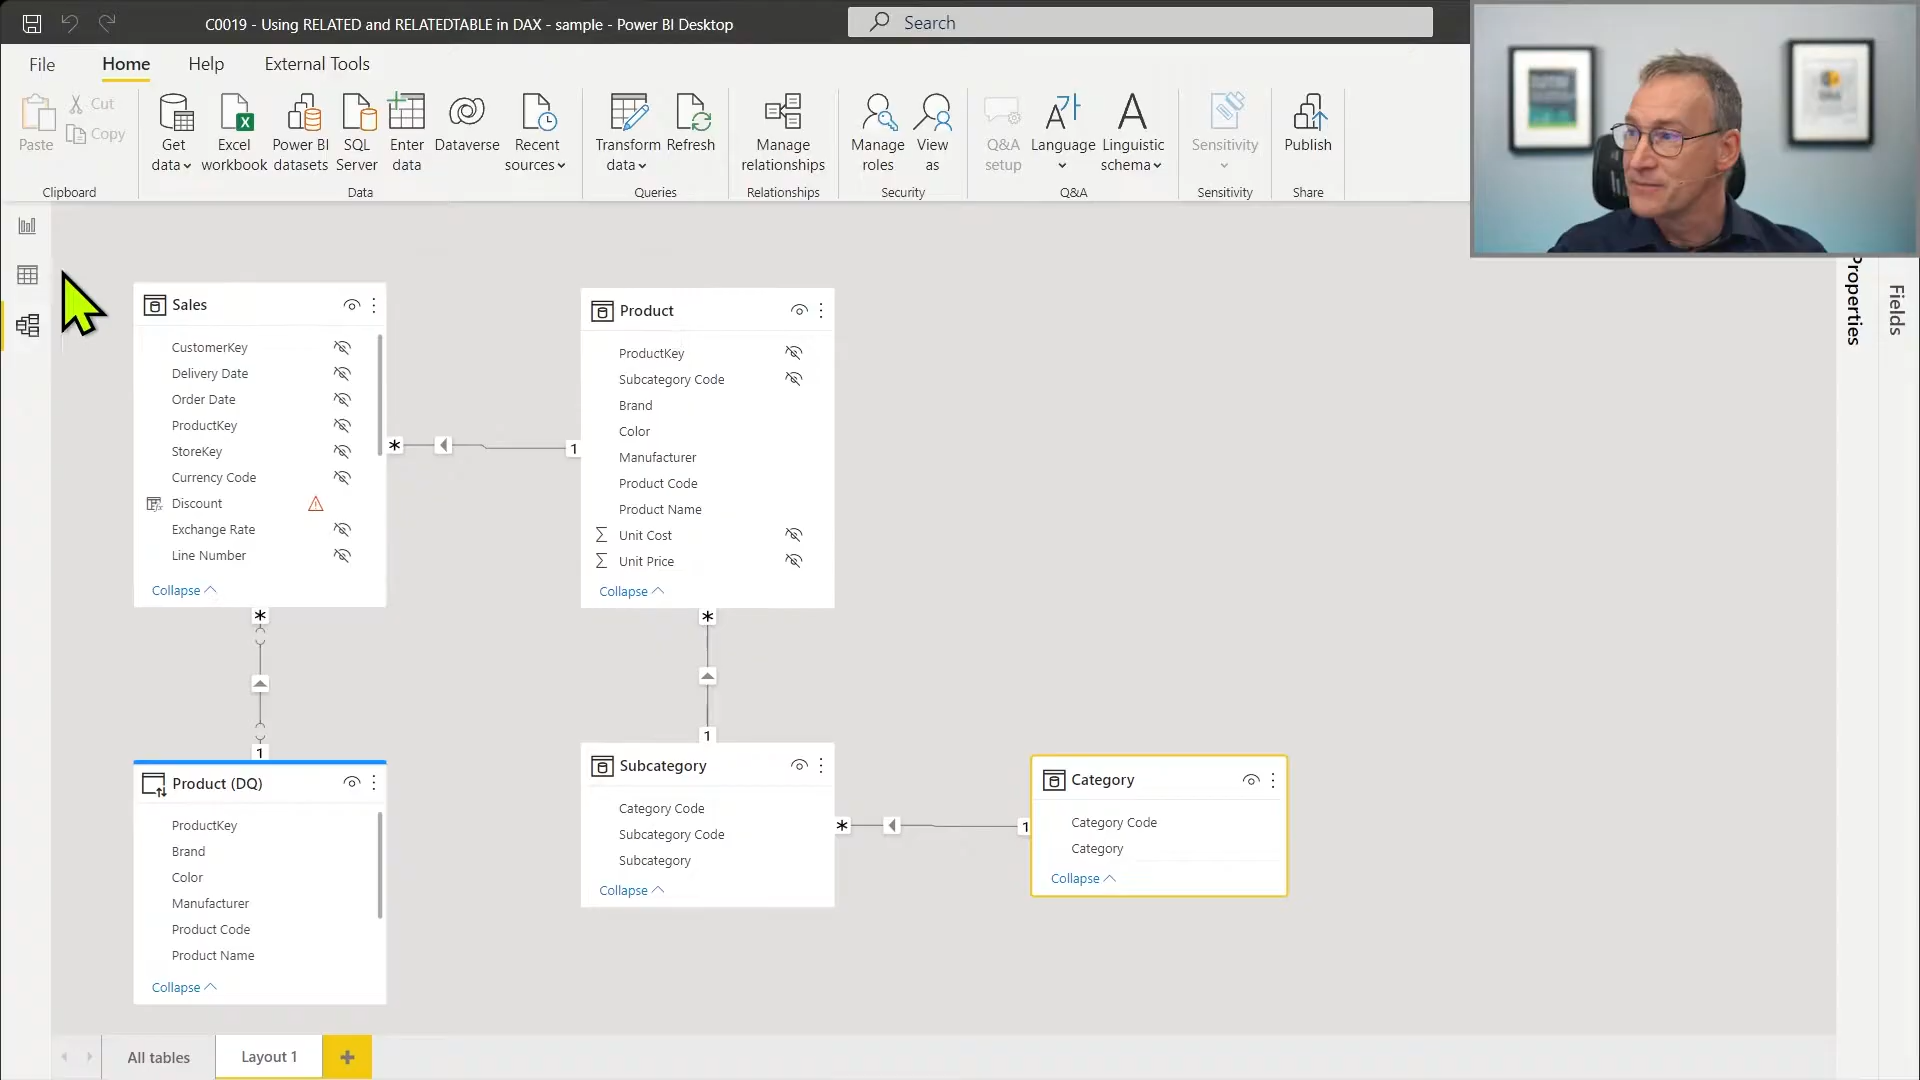 C0019 - Using RELATED and RELATEDTABLE in DAX - sample - Power BI Desktop
Search
File
Home
Help
External Tools
Paste
Cut
Copy
Get data
Excel workbook
Power BI datasets
SQL Server
Enter data
Dataverse
Recent sources
Transform data
Refresh
Manage relationships
Manage roles
View as
Q&A setup
Language
Linguistic schema
Sensitivity
Publish
Clipboard
Data
Queries
Relationships
Security
Q&A
Sensitivity
Share
Properties
Fields
Sales
CustomerKey
Delivery Date
Order Date
ProductKey
StoreKey
Currency Code
Discount
Exchange Rate
Line Number
Collapse
* 1
Product
ProductKey
Subcategory Code
Brand
Color
Manufacturer
Product Code
Product Name
Unit Cost
Unit Price
Collapse
*
1
Product (DQ)
ProductKey
Brand
Color
Manufacturer
Product Code
Product Name
Collapse
*
1
Subcategory
Category Code
Subcategory Code
Subcategory
Collapse
* 1
Category
Category Code
Category
Collapse
All tables
Layout 1
+